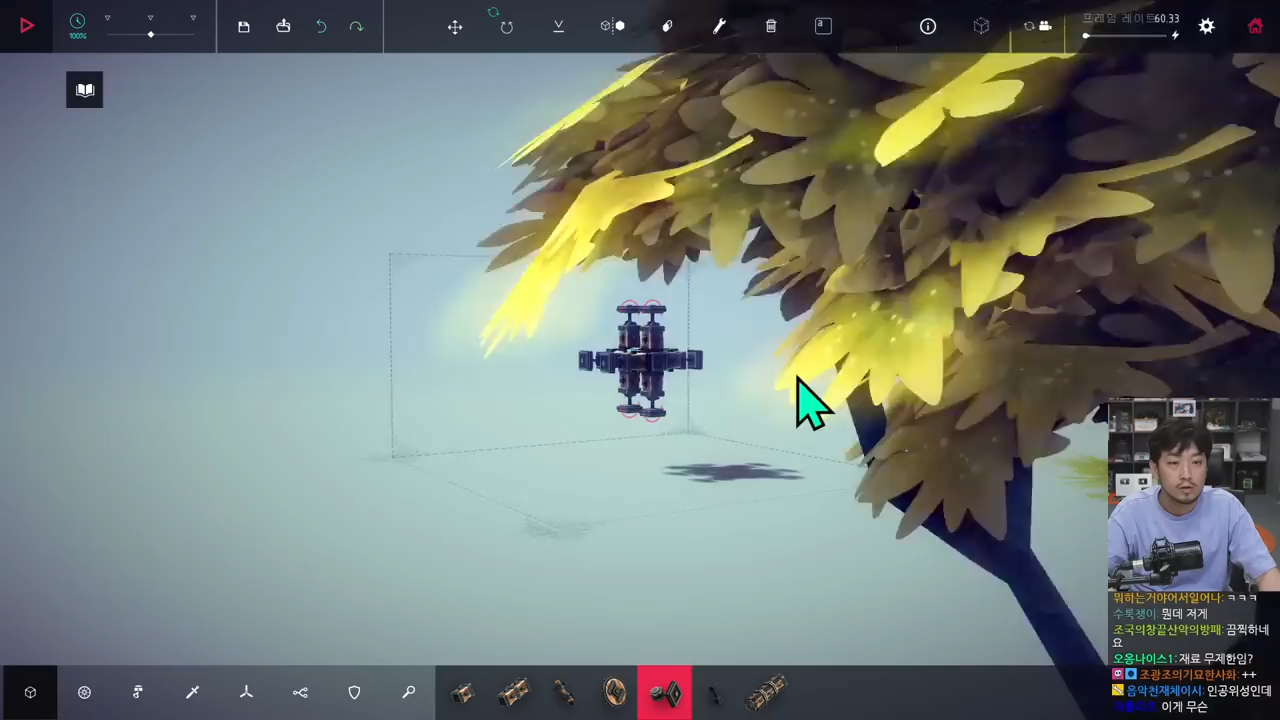 100%
a
프레임 레이트 60.33
뭐하는거야어서일어나: ㅋㅋㅋ
수룩챙이: 뭔데 저게
조국의창끝산악의방패: 끔찍하네
요
오옹나이스1: 재료 무제한임?
조광조의기묘한사화: ++
음악천재체이시: 인공위성인데
이게 무슨